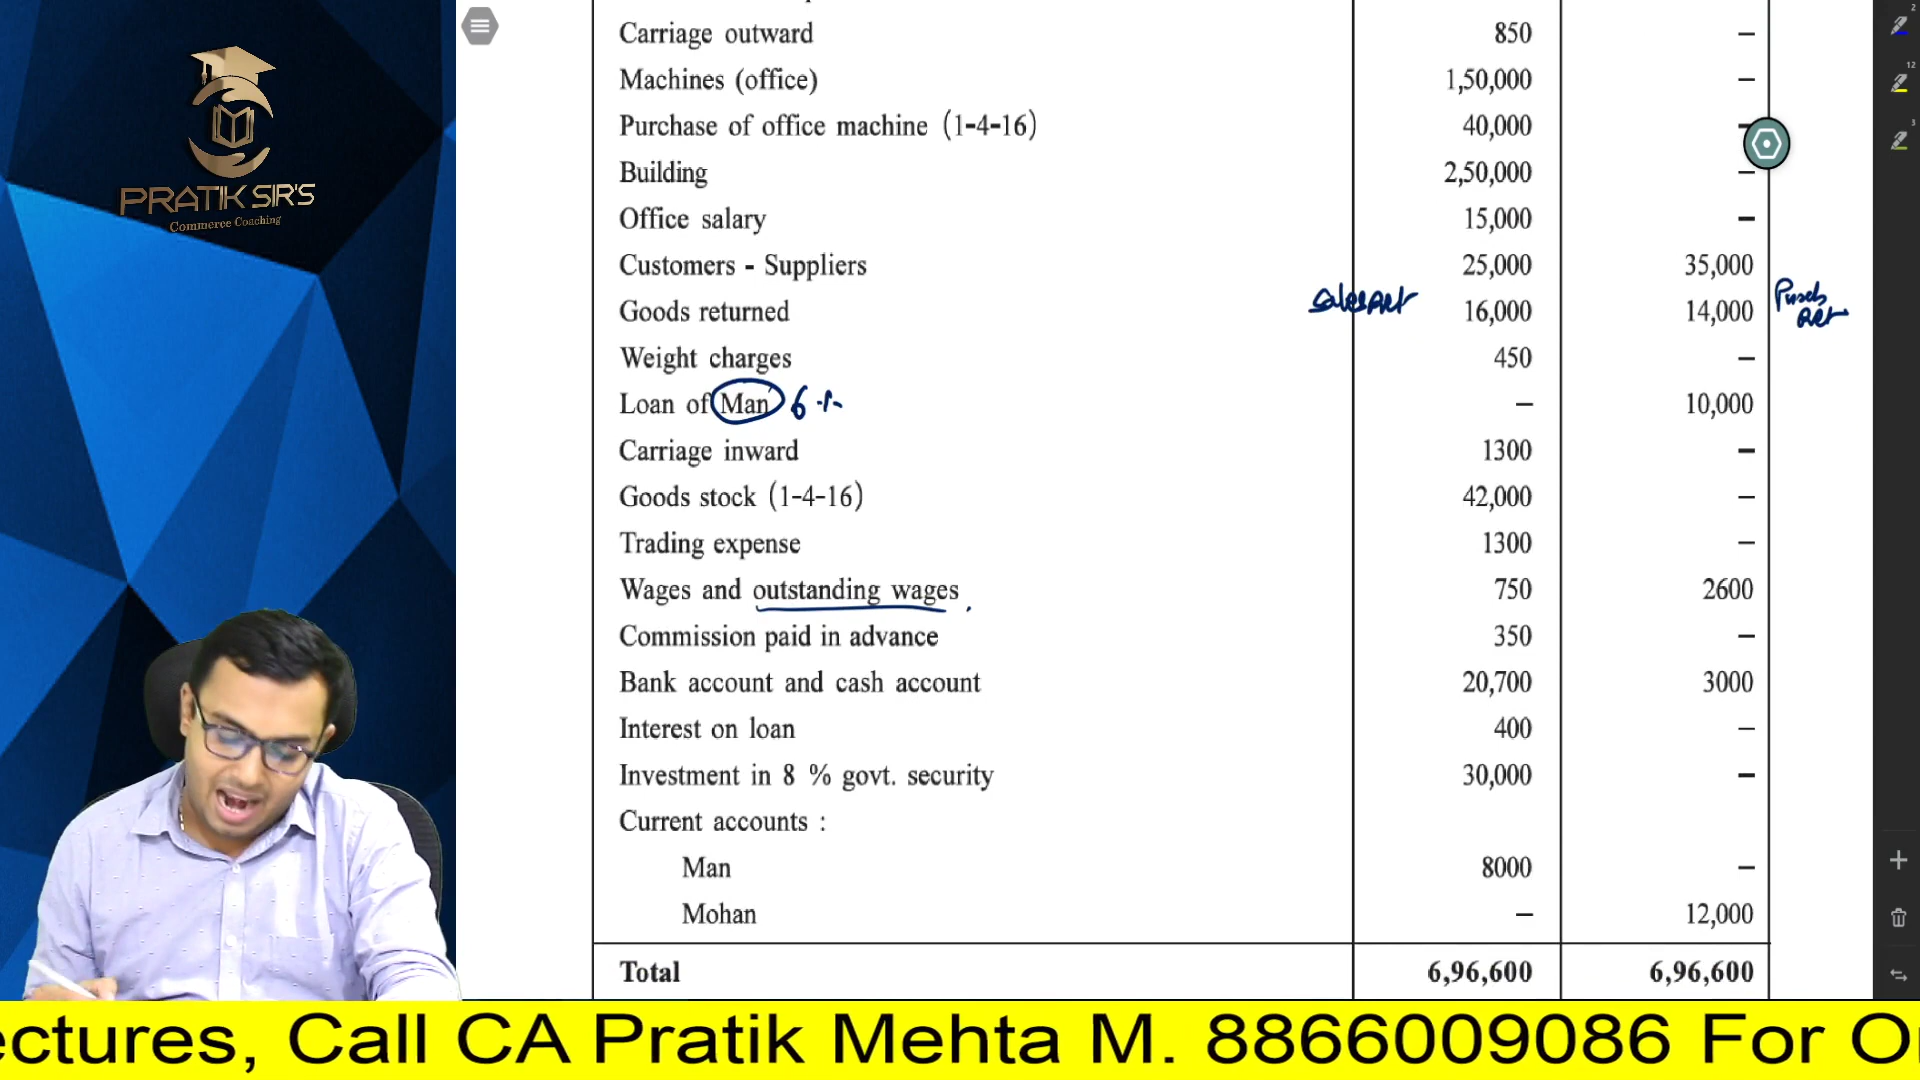 PRATIK SIR'S
Commerce Coaching
Carriage outward 850 –
Machines (office) 1,50,000 –
Purchase of office machine (1-4-16) 40,000 –
Building 2,50,000 –
Office salary 15,000 –
Customers - Suppliers 25,000 35,000
Goods returned 16,000 14,000
Weight charges 450 –
Loan of Man 6 % – 10,000
Carriage inward 1300 –
Goods stock (1-4-16) 42,000 –
Trading expense 1300 –
Wages and outstanding wages 750 2600
Commission paid in advance 350 –
Bank account and cash account 20,700 3000
Interest on loan 400 –
Investment in 8 % govt. security 30,000 –
Current accounts :
Man 8000 –
Mohan – 12,000
Total 6,96,600 6,96,600
ectures, Call CA Pratik Mehta M. 8866009086 For O
2
12
3